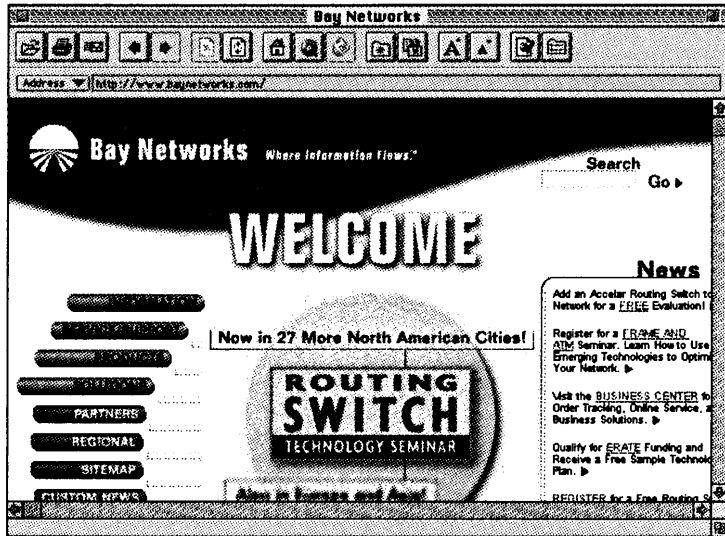 Bay Networks
Address http://www.baynetworks.com/
Bay Networks Where Information Flows.™
Search
Go
WELCOME
News
Add an Accelar Routing Switch to
Network for a FREE Evaluation!
Now in 27 More North American Cities!
Register for a FRAME AND
ATM Seminar. Learn How to Use
Emerging Technologies to Optimi
Your Network.
ROUTING
SWITCH
TECHNOLOGY SEMINAR
Visit the BUSINESS CENTER fo
Order Tracking, Online Service, a
Business Solutions.
PARTNERS
REGIONAL
SITEMAP
CUSTOM NEWS
Qualify for ERATE Funding and
Receive a Free Sample Technolo
Plan.
Also in Europe and Asia!
REGISTER for a Free Routing S